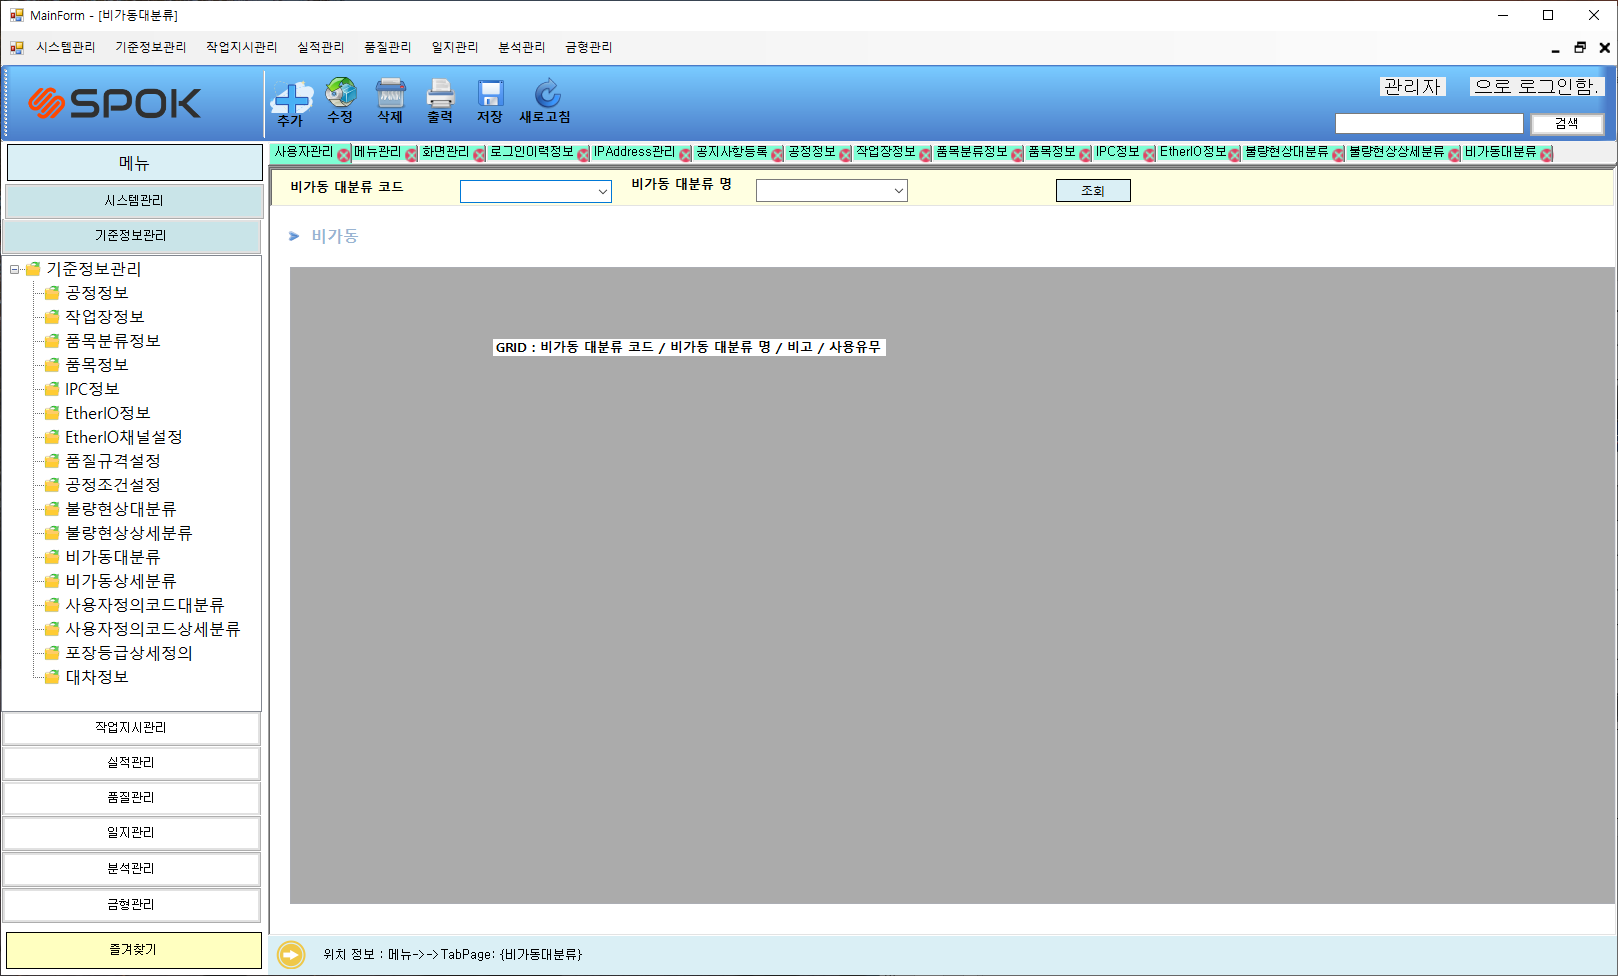 MainForm - [비가동대분류]
시스템관리 기준정보관리 작업지시관리 실적관리 품질관리 일지관리 분석관리 금형관리
SPOK
추가 수정 삭제 출력 저장 새로고침
관리자 으로 로그인함.
검색
메뉴
시스템관리
기준정보관리
기준정보관리
공정정보
작업장정보
품목분류정보
품목정보
IPC정보
EtherIO정보
EtherIO채널설정
품질규격설정
공정조건설정
불량현상대분류
불량현상상세분류
비가동대분류
비가동상세분류
사용자정의코드대분류
사용자정의코드상세분류
포장등급상세정의
대차정보
작업지시관리
실적관리
품질관리
일지관리
분석관리
금형관리
즐겨찾기
사용자관리 메뉴관리 화면관리 로그인이력정보 IPAddress관리 공지사항등록 공정정보 작업장정보 품목분류정보 품목정보 IPC정보 EtherIO정보 불량현상대분류 불량현상상세분류 비가동대분류
비가동 대분류 코드 비가동 대분류 명 조회
비가동
GRID : 비가동 대분류 코드 / 비가동 대분류 명 / 비고 / 사용유무
위치 정보 : 메뉴->->TabPage: {비가동대분류}